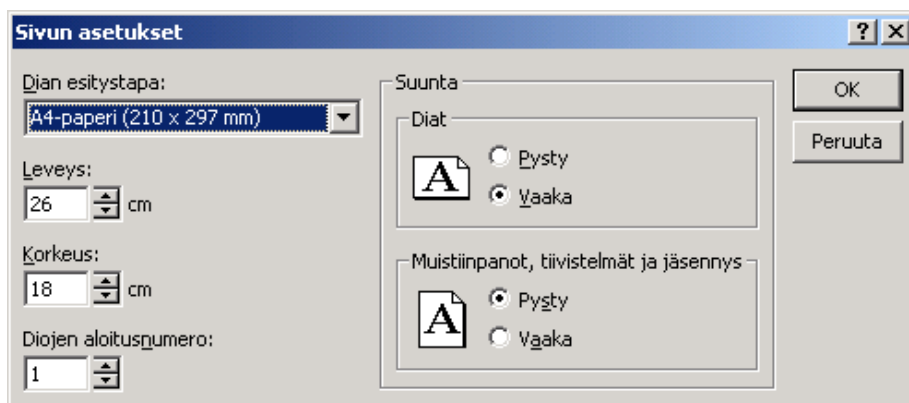 Sivun asetukset
Dian esitystapa:
A4-paperi (210 x 297 mm)
Leveys:
26 cm
Korkeus:
18 cm
Diojen aloitusnumero:
1
Suunta
Diat
A
Pysty
Vaaka
Muistiinpanot, tiivistelmät ja jäsennys
A
Pysty
Vaaka
OK
Peruuta